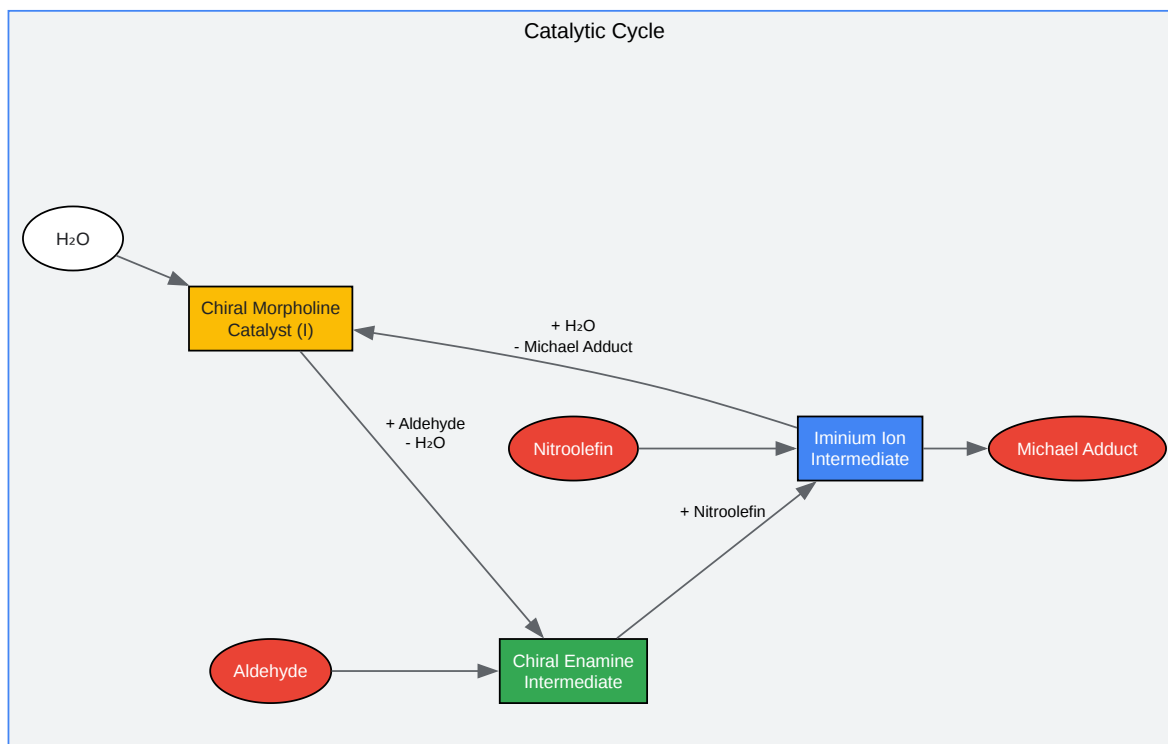 Catalytic Cycle
H₂O
Chiral Morpholine
Catalyst (I)
+ H₂O
- Michael Adduct
+ Aldehyde
- H₂O
Nitroolefin
Iminium Ion
Intermediate
Michael Adduct
+ Nitroolefin
Aldehyde
Chiral Enamine
Intermediate